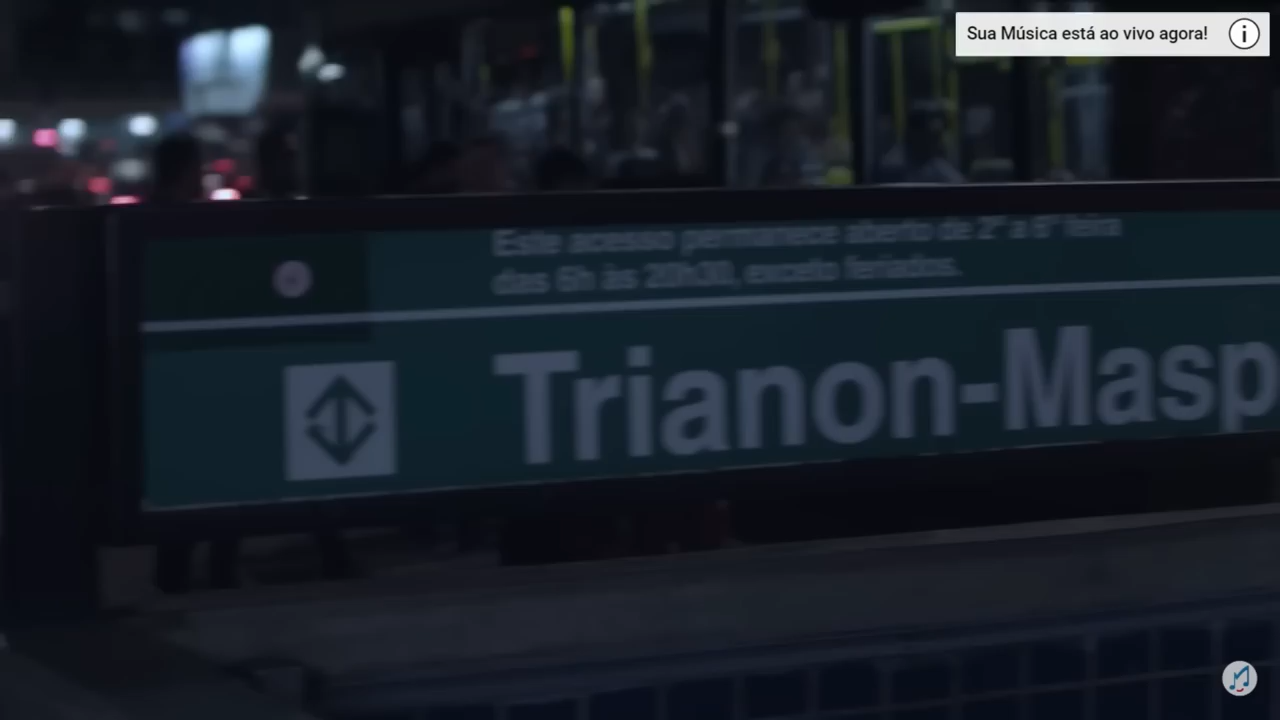 Sua Música está ao vivo agora!
Este acesso permanece aberto de 2ª a 6ª feira
das 6h às 20h30, exceto feriados.
Trianon-Masp